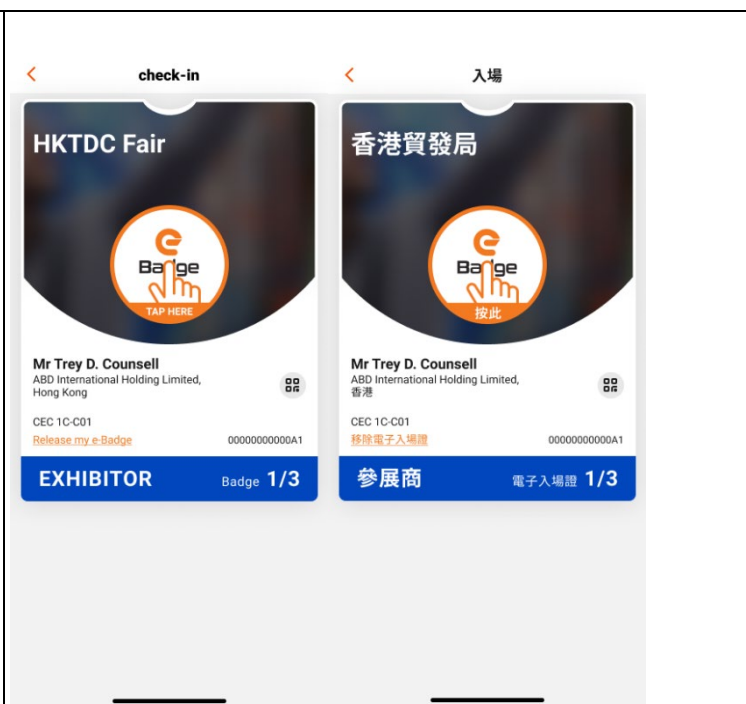 check-in
HKTDC Fair
e
Badge
TAP HERE
Mr Trey D. Counsell
ABD International Holding Limited,
Hong Kong
CEC 1C-C01
Release my e-Badge
00000000000A1
EXHIBITOR
Badge 1/3
入場
香港貿發局
e
Badge
按此
Mr Trey D. Counsell
ABD International Holding Limited,
香港
CEC 1C-C01
移除電子入場證
00000000000A1
參展商
電子入場證 1/3